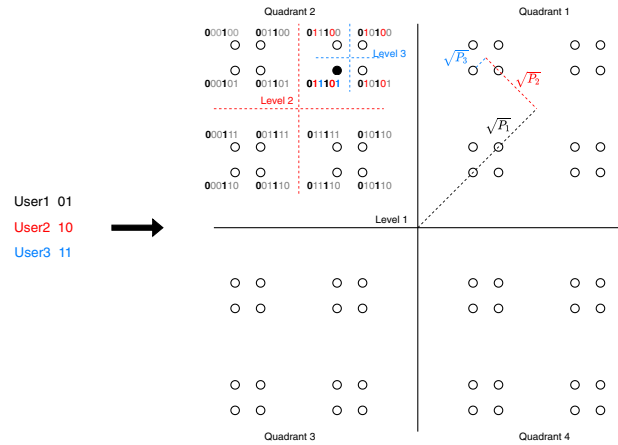 Quadrant 2
Quadrant 1
000100 001100 011100 010100
Level 3
000101 001101 011101 010101
Level 2
000111 001111 011111 010111
000110 001110 011110 010110
√P3
√P2
√P1
User1 01
User2 10
User3 11
Level 1
Quadrant 3
Quadrant 4